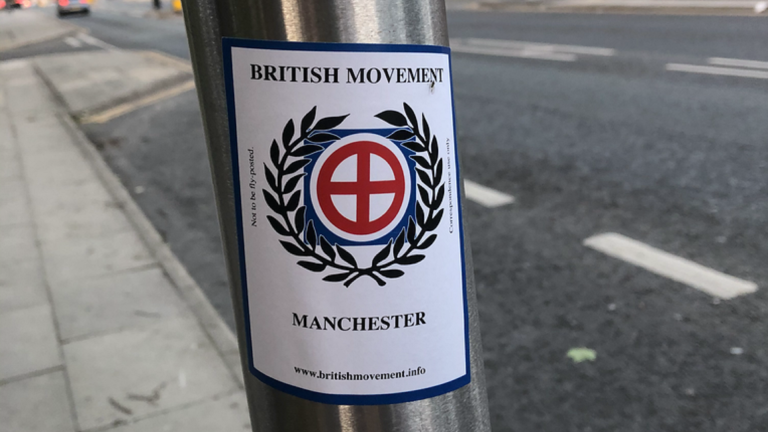 BRITISH MOVEMENT
Not to be fly-posted.
Correspondence use only
MANCHESTER
www.britishmovement.info